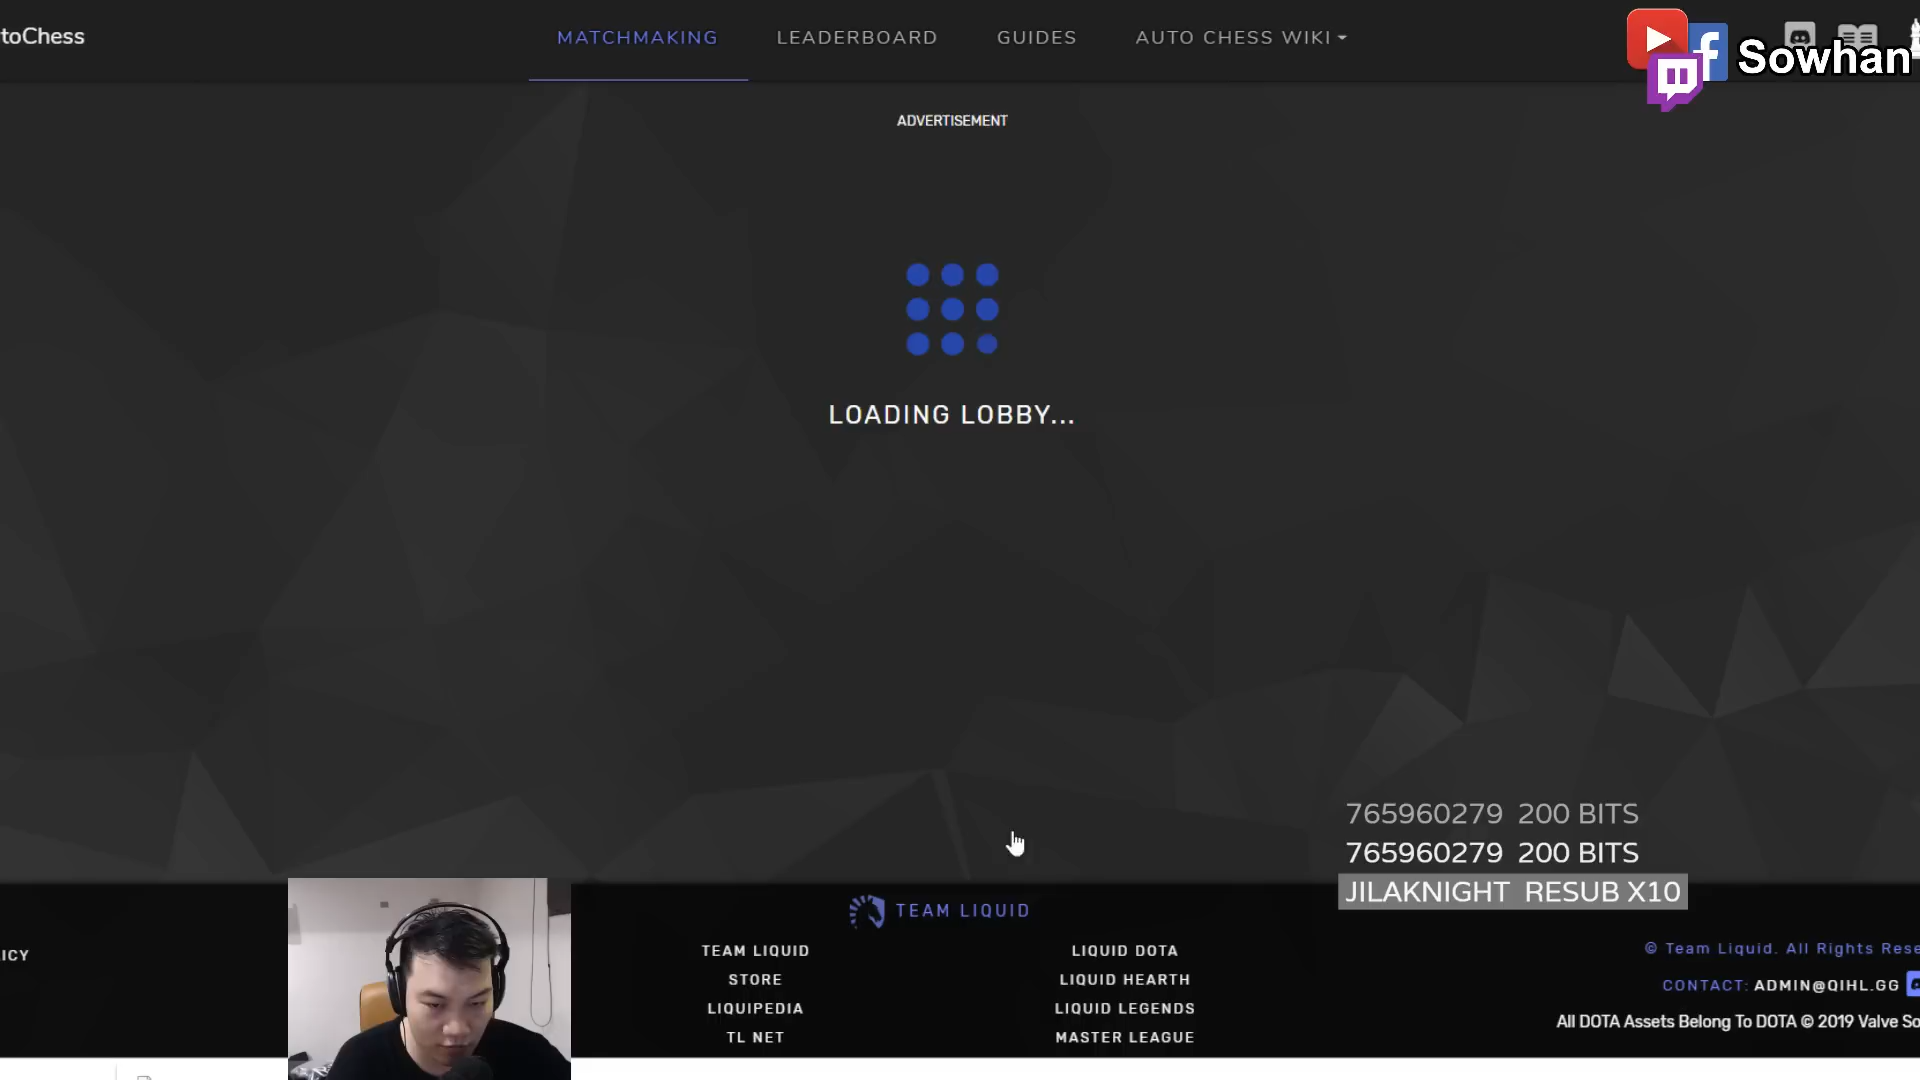 toChess
MATCHMAKING
LEADERBOARD
GUIDES
AUTO CHESS WIKI
Sowhan
ADVERTISEMENT
LOADING LOBBY...
765960279 200 BITS
765960279 200 BITS
JILAKNIGHT RESUB X10
TEAM LIQUID
ICY
TEAM LIQUID
STORE
LIQUIPEDIA
TL NET
LIQUID DOTA
LIQUID HEARTH
LIQUID LEGENDS
MASTER LEAGUE
© Team Liquid. All Rights Rese
CONTACT: ADMIN@QIHL.GG
All DOTA Assets Belong To DOTA © 2019 Valve So